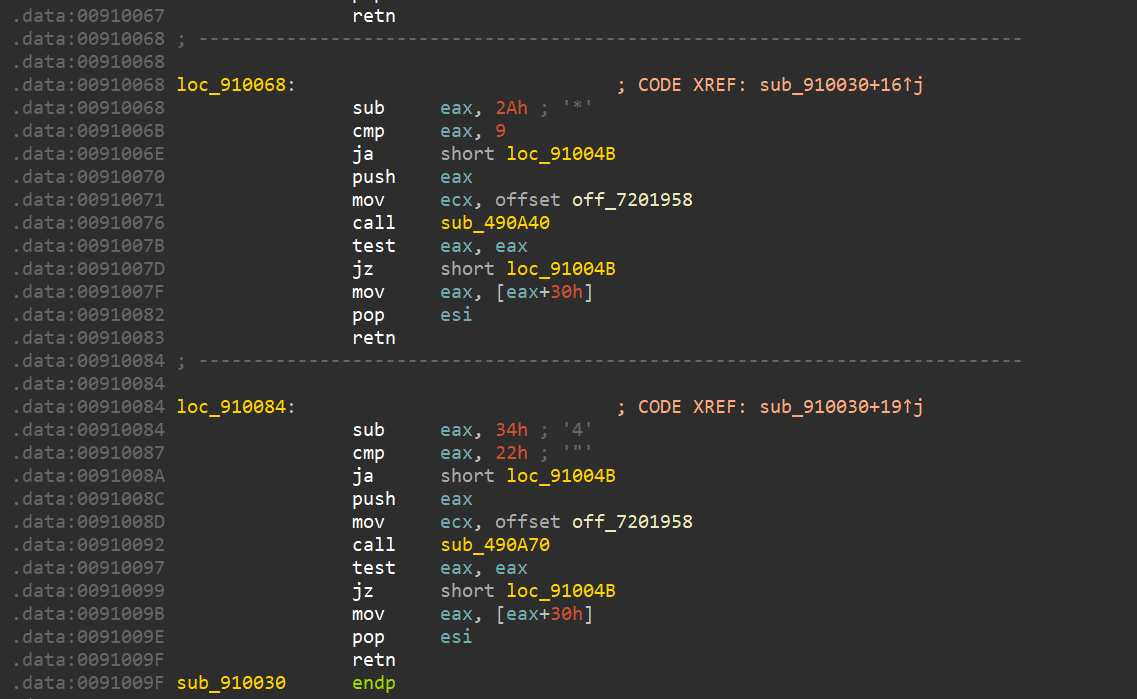 .data:00910067 retn
.data:00910068 ; ---------------------------------------------------------------------------
.data:00910068
.data:00910068 loc_910068: ; CODE XREF: sub_910030+16↑j
.data:00910068 sub eax, 2Ah ; '*'
.data:0091006B cmp eax, 9
.data:0091006E ja short loc_91004B
.data:00910070 push eax
.data:00910071 mov ecx, offset off_7201958
.data:00910076 call sub_490A40
.data:0091007B test eax, eax
.data:0091007D jz short loc_91004B
.data:0091007F mov eax, [eax+30h]
.data:00910082 pop esi
.data:00910083 retn
.data:00910084 ; ---------------------------------------------------------------------------
.data:00910084
.data:00910084 loc_910084: ; CODE XREF: sub_910030+19↑j
.data:00910084 sub eax, 34h ; '4'
.data:00910087 cmp eax, 22h ; '"'
.data:0091008A ja short loc_91004B
.data:0091008C push eax
.data:0091008D mov ecx, offset off_7201958
.data:00910092 call sub_490A70
.data:00910097 test eax, eax
.data:00910099 jz short loc_91004B
.data:0091009B mov eax, [eax+30h]
.data:0091009E pop esi
.data:0091009F retn
.data:0091009F sub_910030 endp